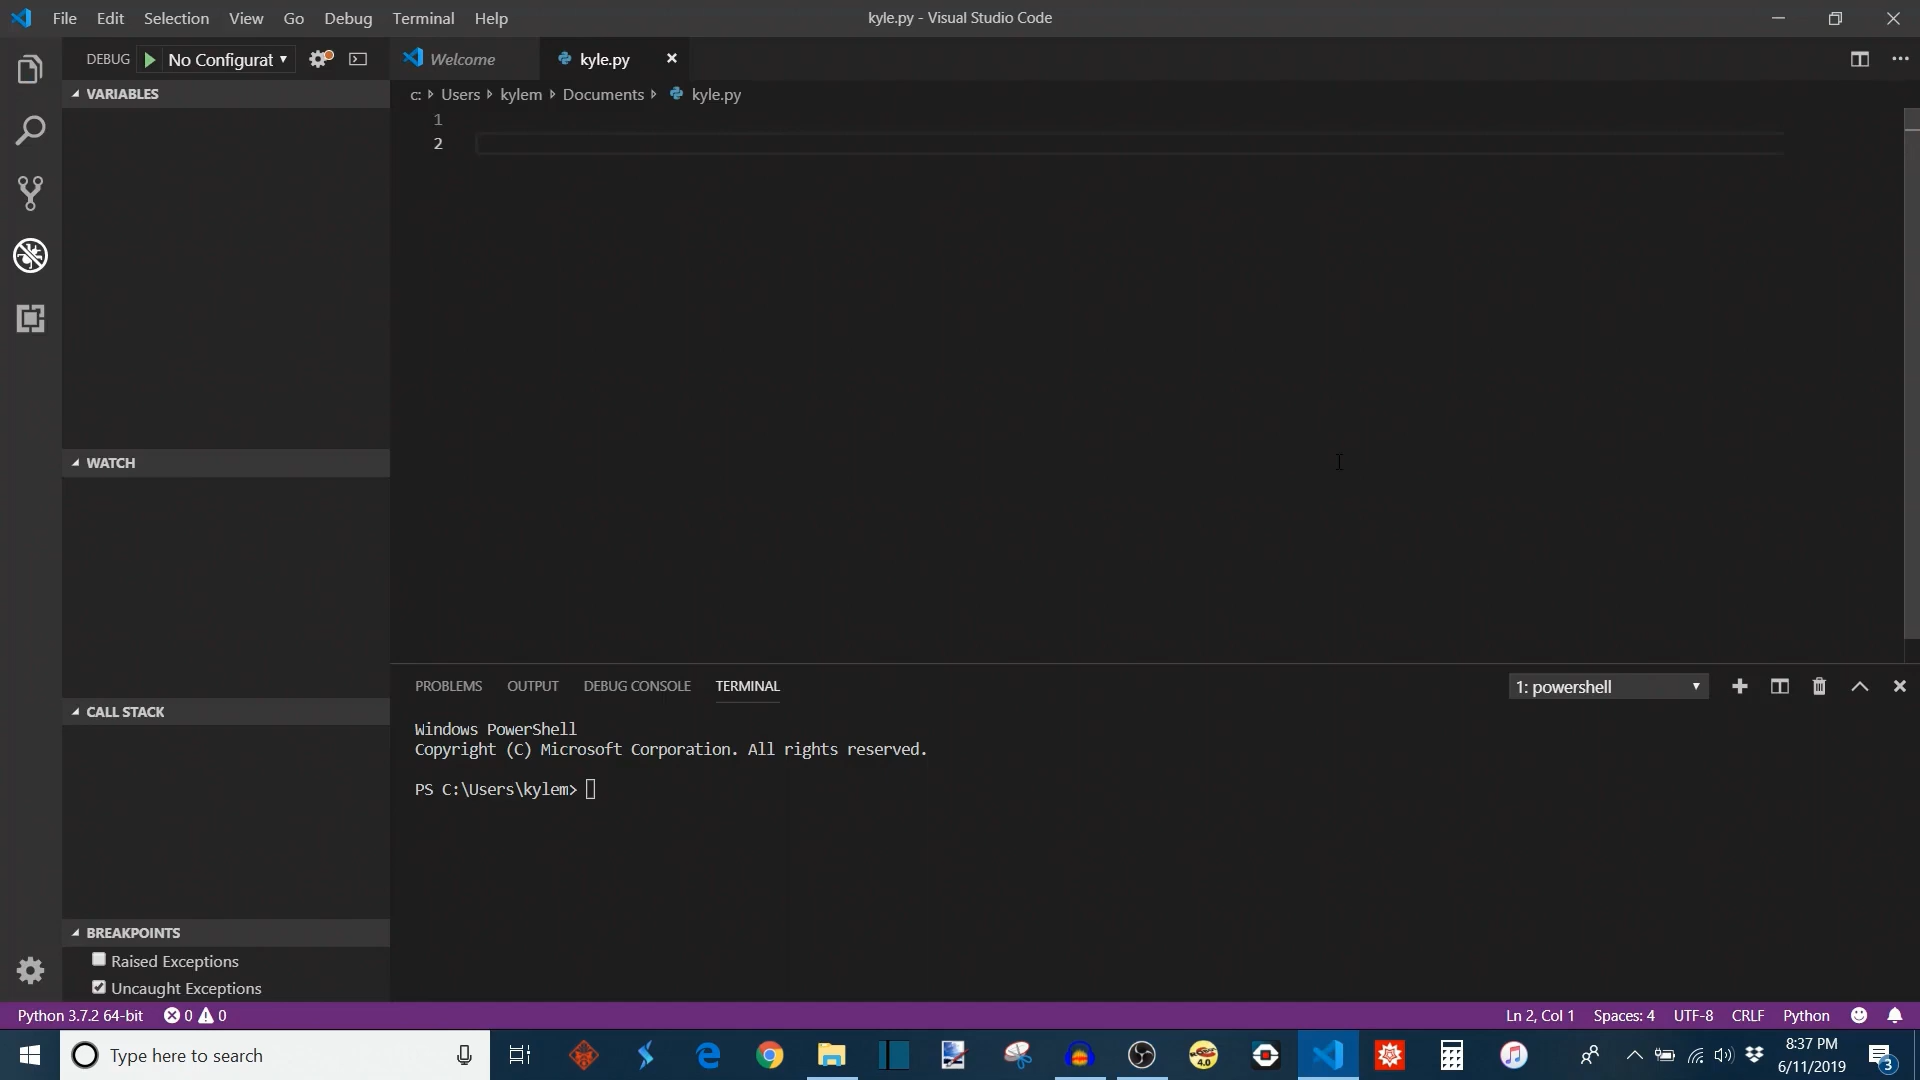 File Edit Selection View Go Debug Terminal Help
kyle.py - Visual Studio Code
DEBUG No Configurat
Welcome
kyle.py
VARIABLES
c: Users kylem Documents kyle.py
1
2
WATCH
CALL STACK
BREAKPOINTS
Raised Exceptions
Uncaught Exceptions
PROBLEMS OUTPUT DEBUG CONSOLE TERMINAL
1: powershell
Windows PowerShell
Copyright (C) Microsoft Corporation. All rights reserved.
PS C:\Users\kylem>
Python 3.7.2 64-bit 0 0
Ln 2, Col 1 Spaces: 4 UTF-8 CRLF Python
Type here to search
4.0
8:37 PM
6/11/2019
3